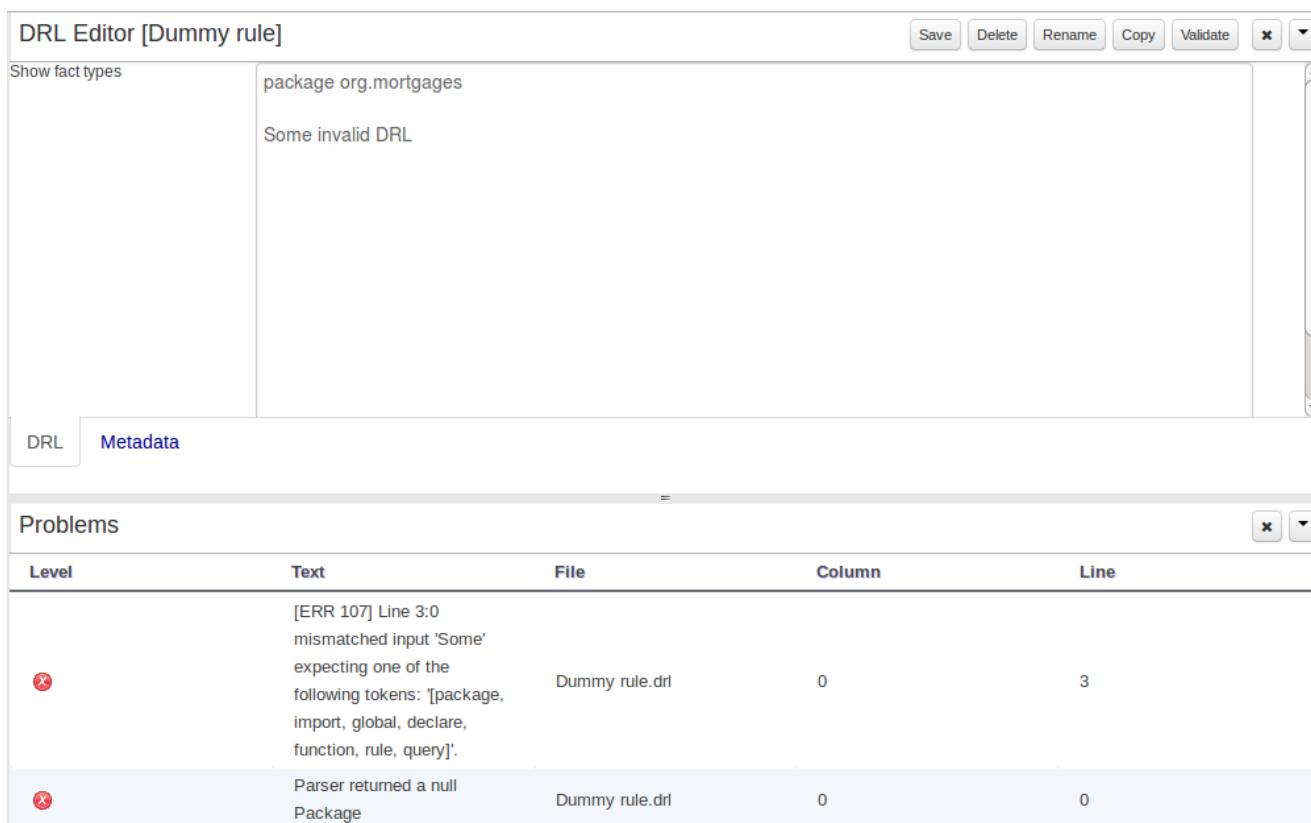 DRL Editor [Dummy rule]
Save Delete Rename Copy Validate
Show fact types
package org.mortgages
Some invalid DRL
DRL Metadata
Problems
Level Text File Column Line
[ERR 107] Line 3:0
mismatched input 'Some'
expecting one of the
following tokens: '[package,
import, global, declare,
function, rule, query]'.
Dummy rule.drl 0 3
Parser returned a null
Package
Dummy rule.drl 0 0